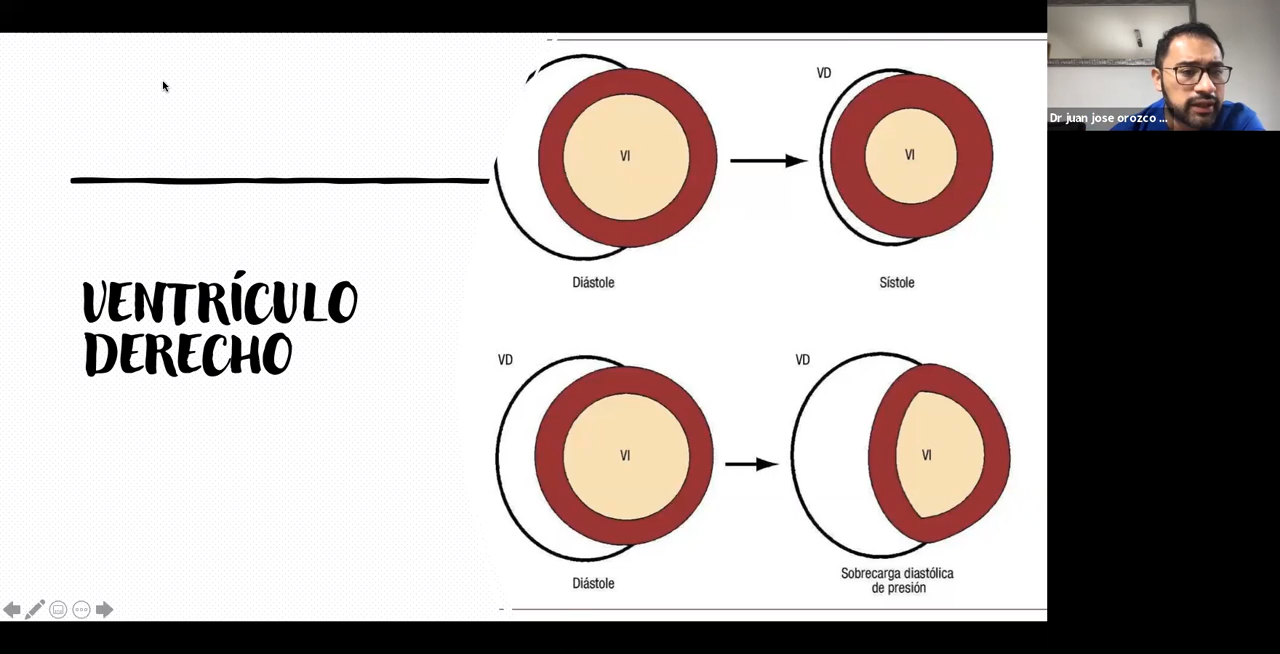 VENTRÍCULO
DERECHO
VI
VD
VI
Diástole
Sístole
VD
VI
VD
VI
Diástole
Sobrecarga diastólica
de presión
Dr juan jose orozco ...